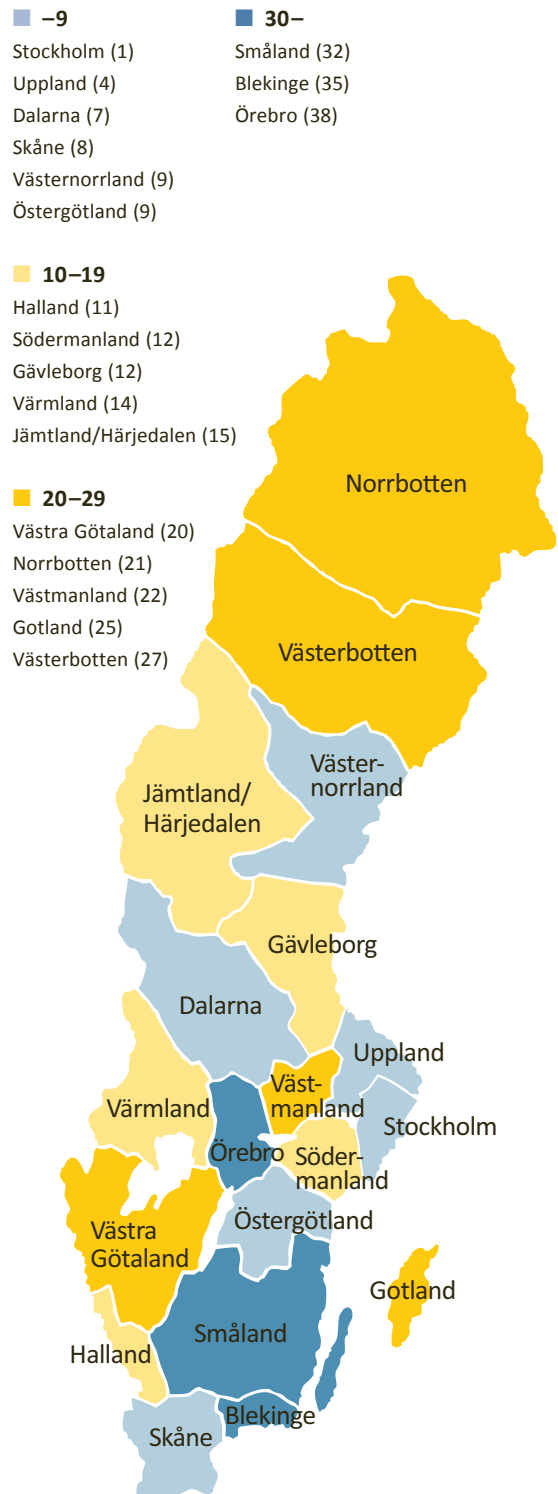 –9
Stockholm (1)
Uppland (4)
Dalarna (7)
Skåne (8)
Västernorrland (9)
Östergötland (9)
30–
Småland (32)
Blekinge (35)
Örebro (38)
10–19
Halland (11)
Södermanland (12)
Gävleborg (12)
Värmland (14)
Jämtland/Härjedalen (15)
20–29
Västra Götaland (20)
Norrbotten (21)
Västmanland (22)
Gotland (25)
Västerbotten (27)
Norrbotten
Västerbotten
Väster-
norrland
Jämtland/
Härjedalen
Gävleborg
Dalarna
Uppland
Väst-
manland
Värmland
Stockholm
Örebro
Söder-
manland
Östergötland
Västra
Götaland
Gotland
Småland
Halland
Blekinge
Skåne